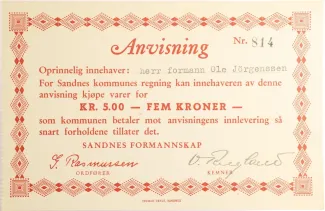 Anvisning
Nr. 814
Oprinnelig innehaver: herr formann Ole Jörgensen
For Sandnes kommunes regning kan innehaveren av denne
anvisning kjøpe varer for
KR. 5.00 — FEM KRONER —
som kommunen betaler mot anvisningens innlevering så
snart forholdene tillater det.
SANDNES FORMANNSKAP
S. Rasmussen
ORDFØRER
KEMNER